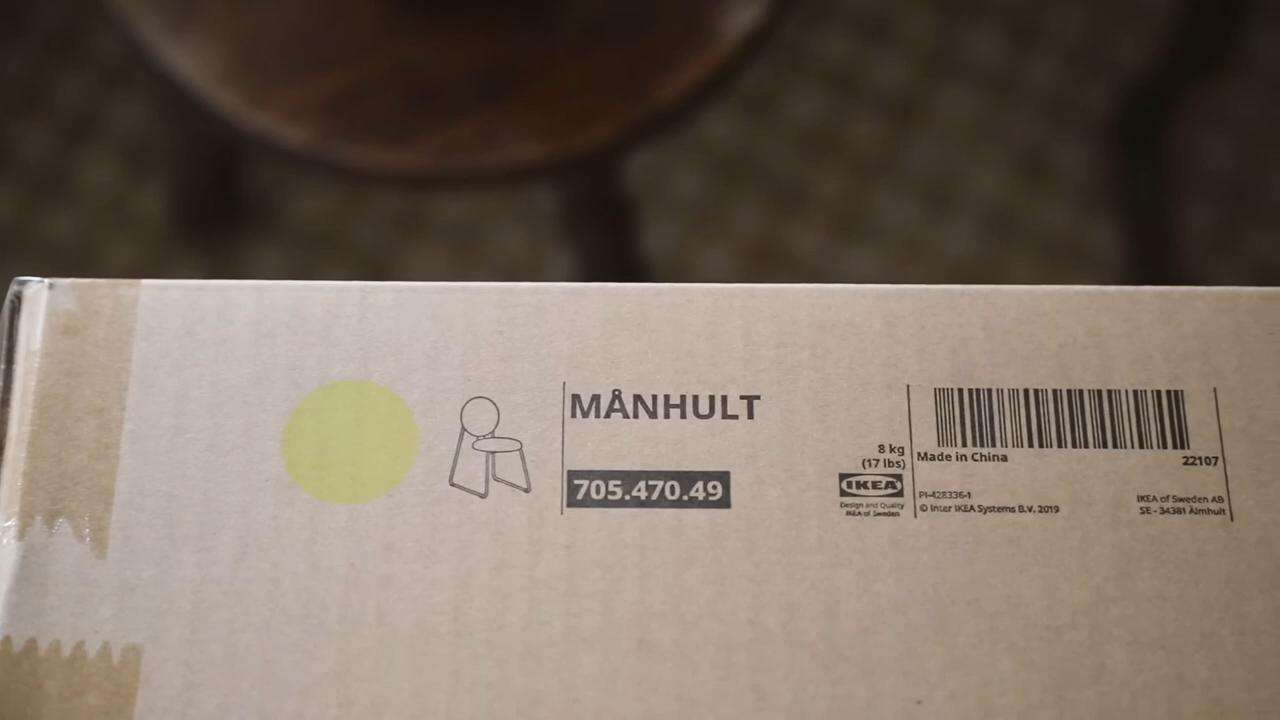 MÅNHULT
705.470.49
8 kg
(17 lbs)
IKEA
Design and Quality
IKEA of Sweden
Made in China
22107
PI-428336-1
© Inter IKEA Systems B.V. 2019
IKEA of Sweden AB
SE - 34381 Älmhult